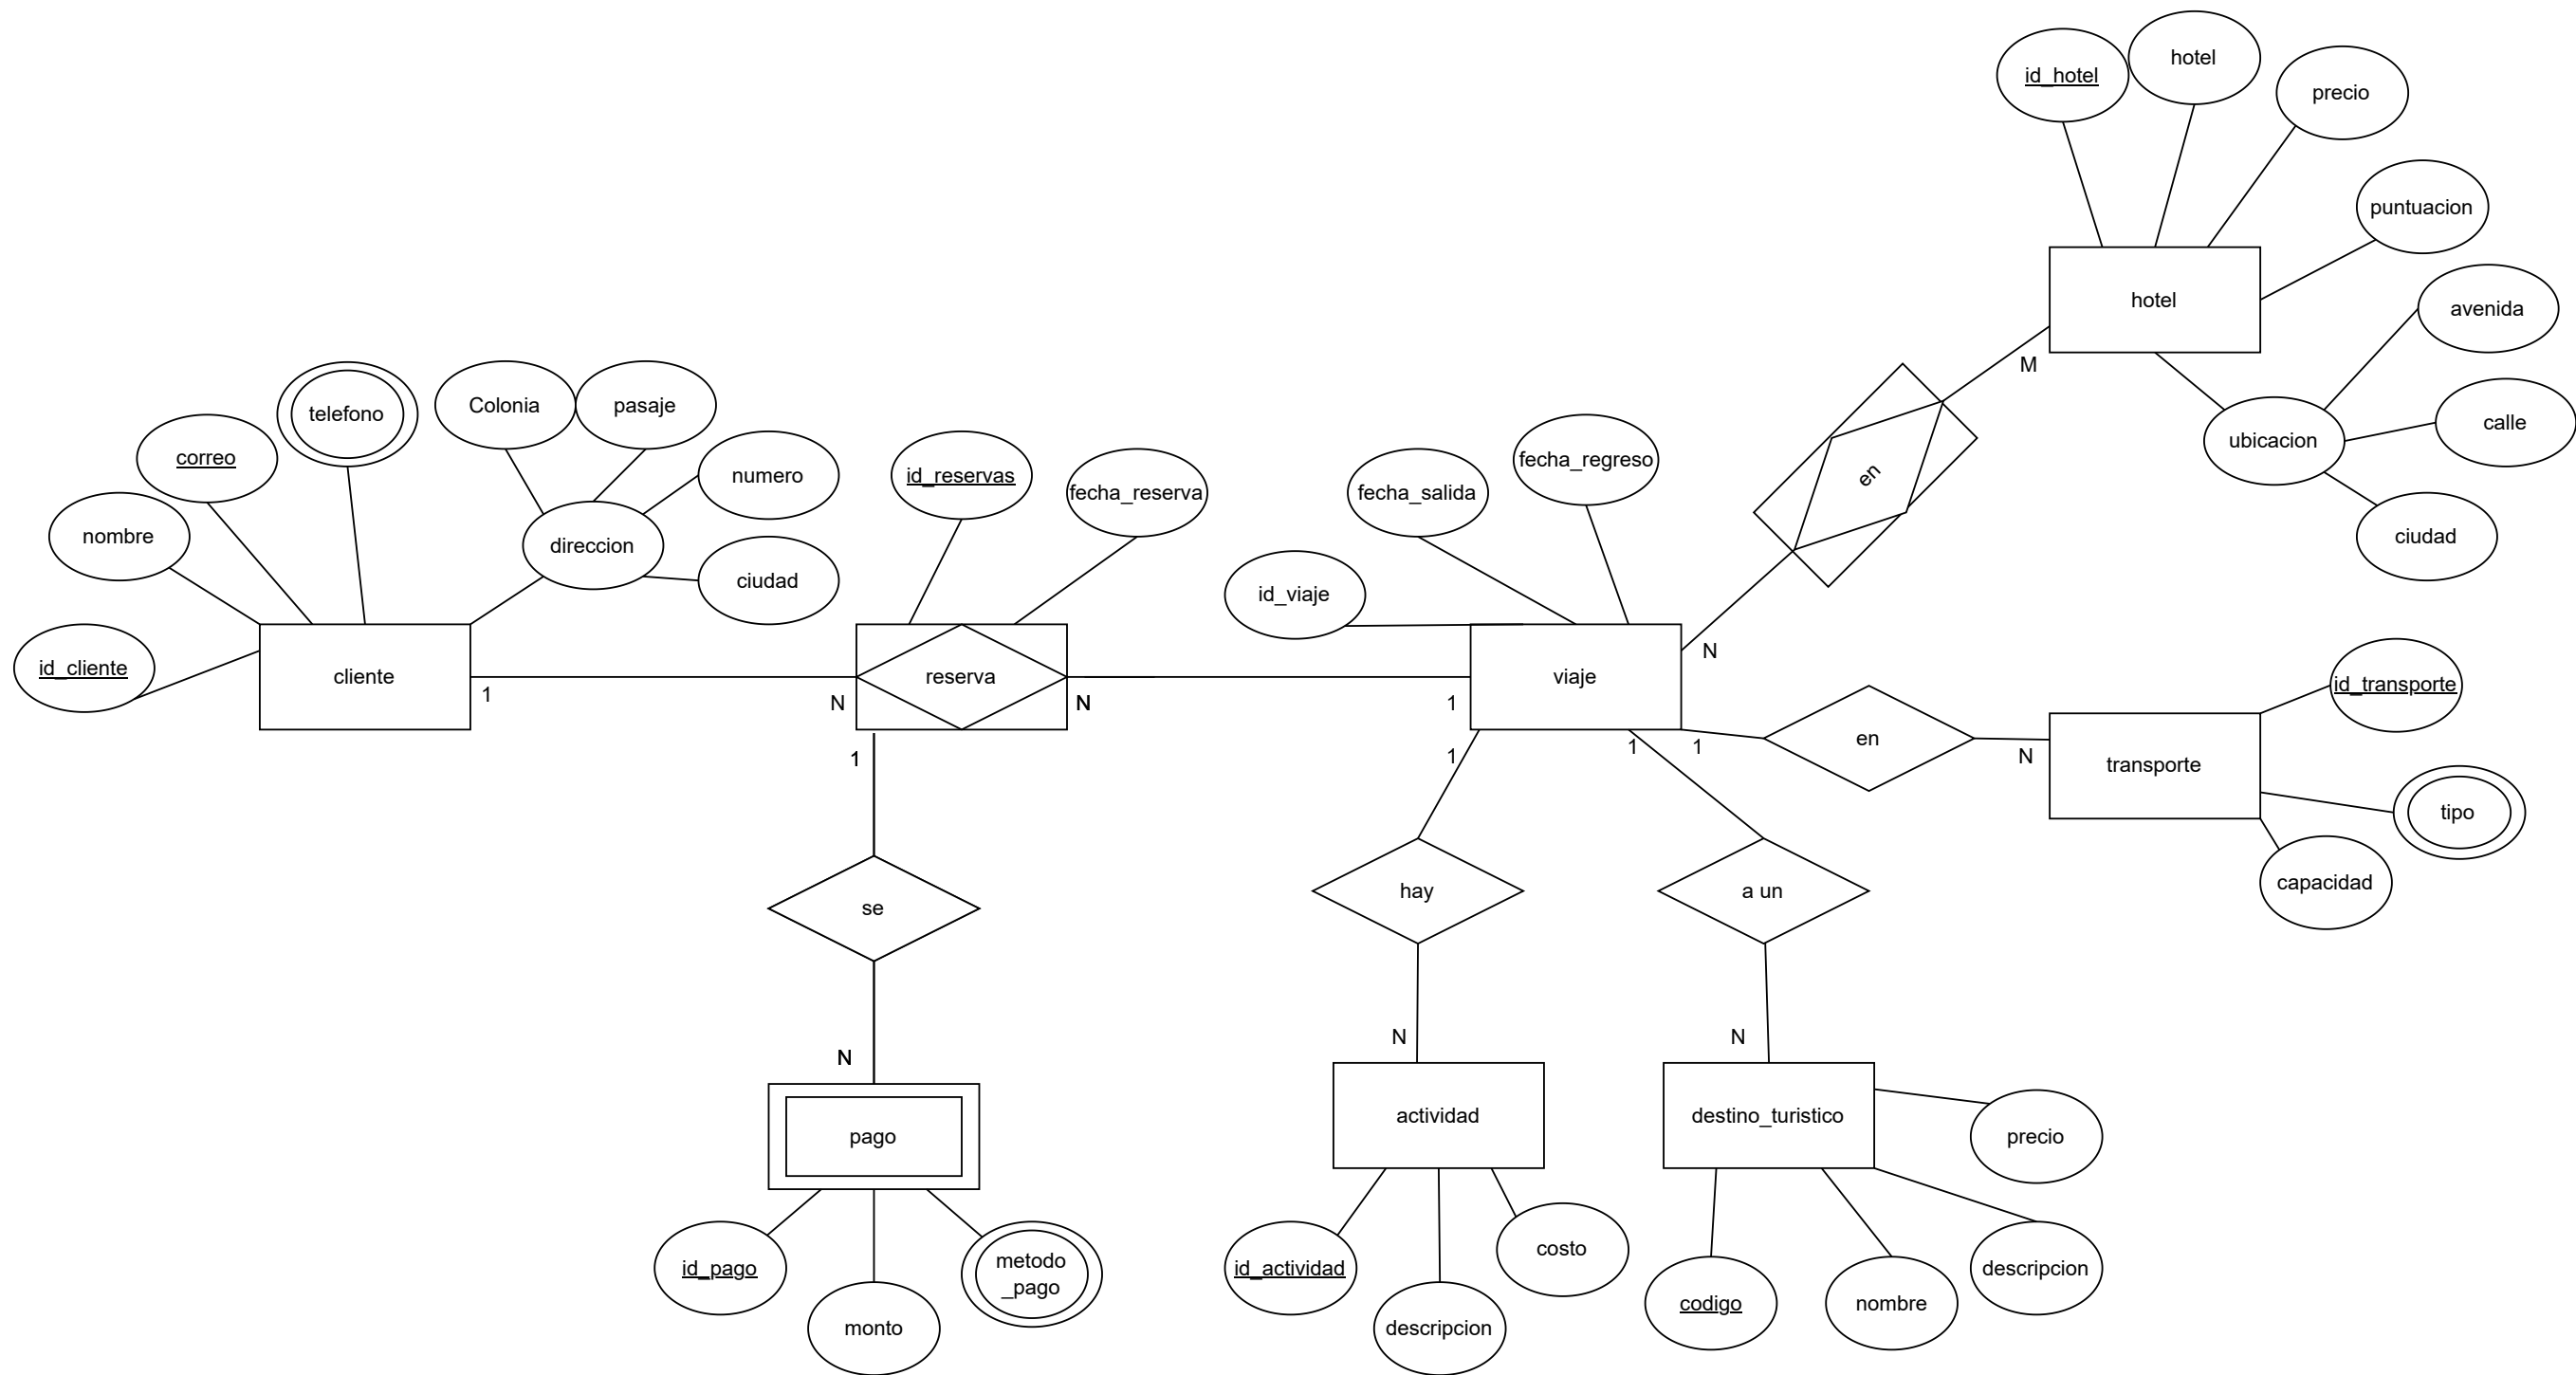 hotel
id_hotel
precio
puntuacion
hotel
avenida
M
Colonia
pasaje
telefono
calle
ubicacion
correo
fecha_regreso
numero
id_reservas
en
fecha_reserva
fecha_salida
nombre
ciudad
direccion
ciudad
id_viaje
N
id_cliente
cliente
reserva
viaje
id_transporte
1
N
N
1
1
1
1
en
N
transporte
1
tipo
capacidad
hay
a un
se
N
N
N
actividad
destino_turistico
pago
precio
costo
metodo
_pago
id_pago
id_actividad
descripcion
codigo
nombre
monto
descripcion